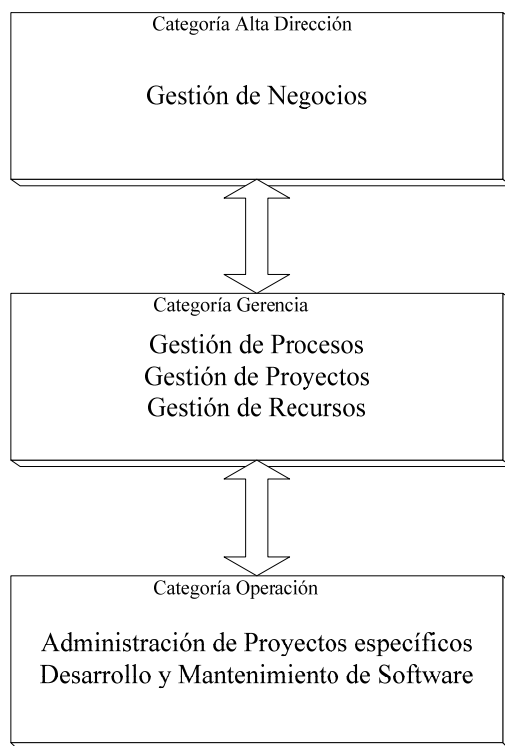 Categoría Alta Dirección
Gestión de Negocios
Categoría Gerencia
Gestión de Procesos
Gestión de Proyectos
Gestión de Recursos
Categoría Operación
Administración de Proyectos específicos
Desarrollo y Mantenimiento de Software